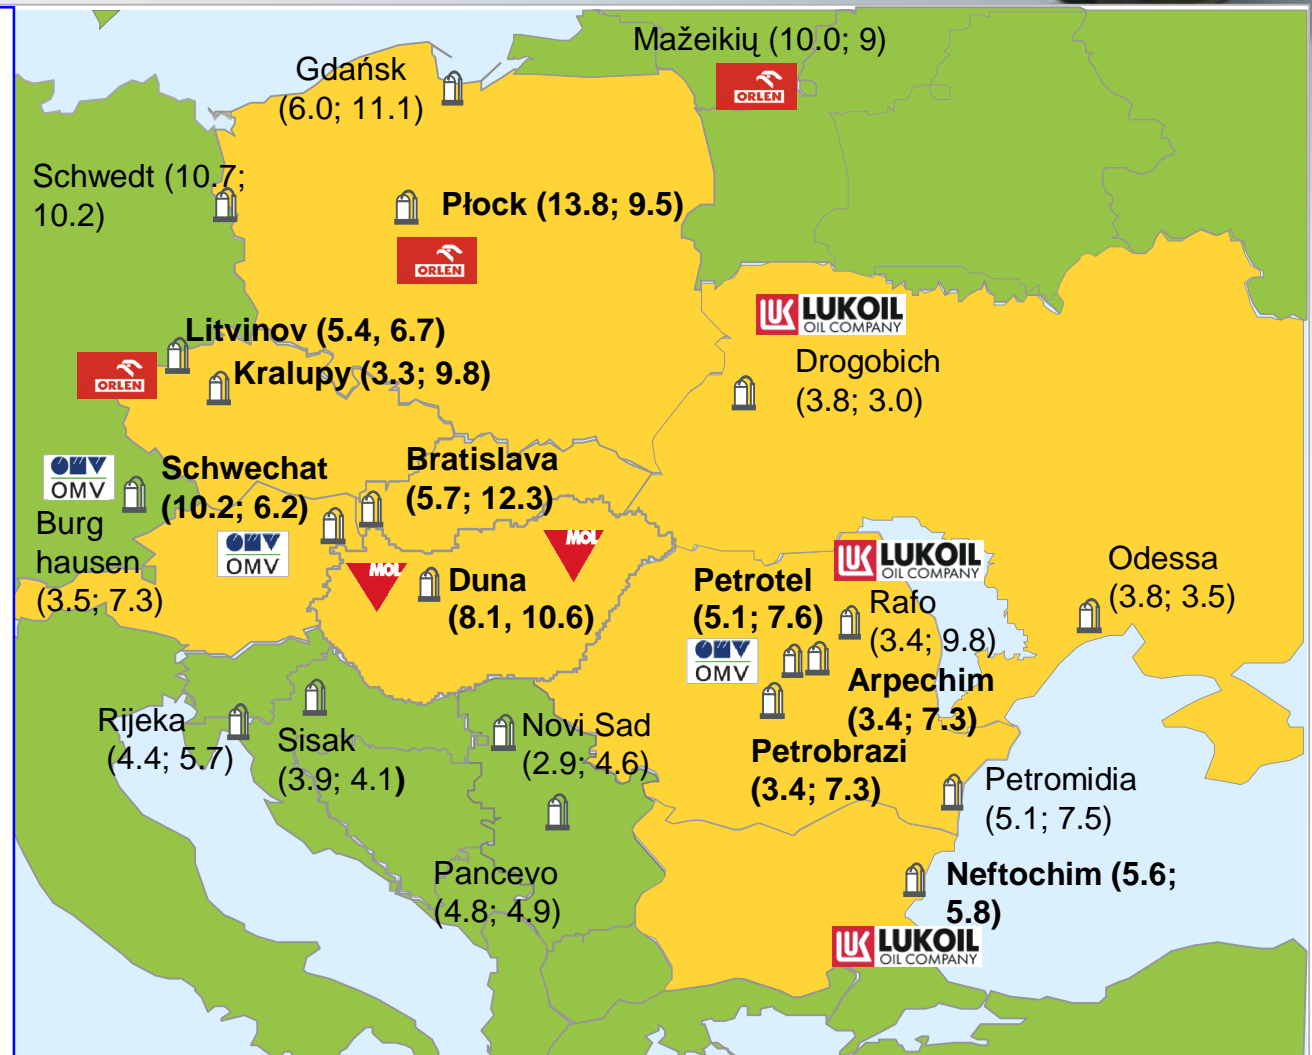 Mažeikių (10.0; 9)
ORLEN
Gdańsk
(6.0; 11.1)
Schwedt (10.7;
10.2)
Płock (13.8; 9.5)
ORLEN
LUKOIL
OIL COMPANY
Drogobich
(3.8; 3.0)
Litvinov (5.4, 6.7)
ORLEN
Kralupy (3.3; 9.8)
OMV
OMV
Burg
hausen
(3.5; 7.3)
Schwechat
(10.2; 6.2)
OMV
OMV
Bratislava
(5.7; 12.3)
MOL
MOL
Duna
(8.1, 10.6)
LUKOIL
OIL COMPANY
Petrotel
(5.1; 7.6)
OMV
OMV
Rafo
(3.4; 9.8)
Odessa
(3.8; 3.5)
Arpechim
(3.4; 7.3)
Petrobrazi
(3.4; 7.3)
Rijeka
(4.4; 5.7)
Sisak
(3.9; 4.1)
Novi Sad
(2.9; 4.6)
Petromidia
(5.1; 7.5)
Pancevo
(4.8; 4.9)
Neftochim (5.6;
5.8)
LUKOIL
OIL COMPANY